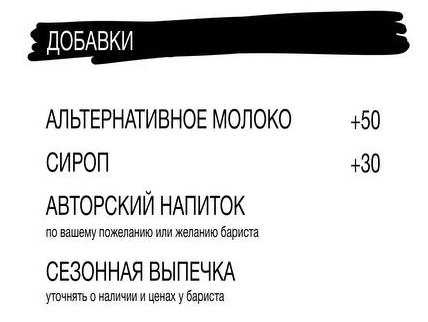 ДОБАВКИ
АЛЬТЕРНАТИВНОЕ МОЛОКО +50
СИРОП +30
АВТОРСКИЙ НАПИТОК
по вашему пожеланию или желанию бариста
СЕЗОННАЯ ВЫПЕЧКА
уточнять о наличии и ценах у бариста